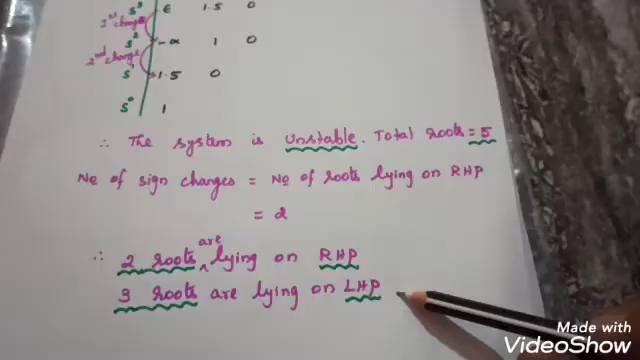 s³ ε 1.5 0
1st change
s² -∞ 1 0
2nd change
s¹ 1.5 0
s⁰ 1
∴ The system is Unstable. Total roots = 5
No of sign changes = No of roots lying on RHP
= 2
∴ 2 roots are lying on RHP
3 roots are lying on LHP
Made with
VideoShow